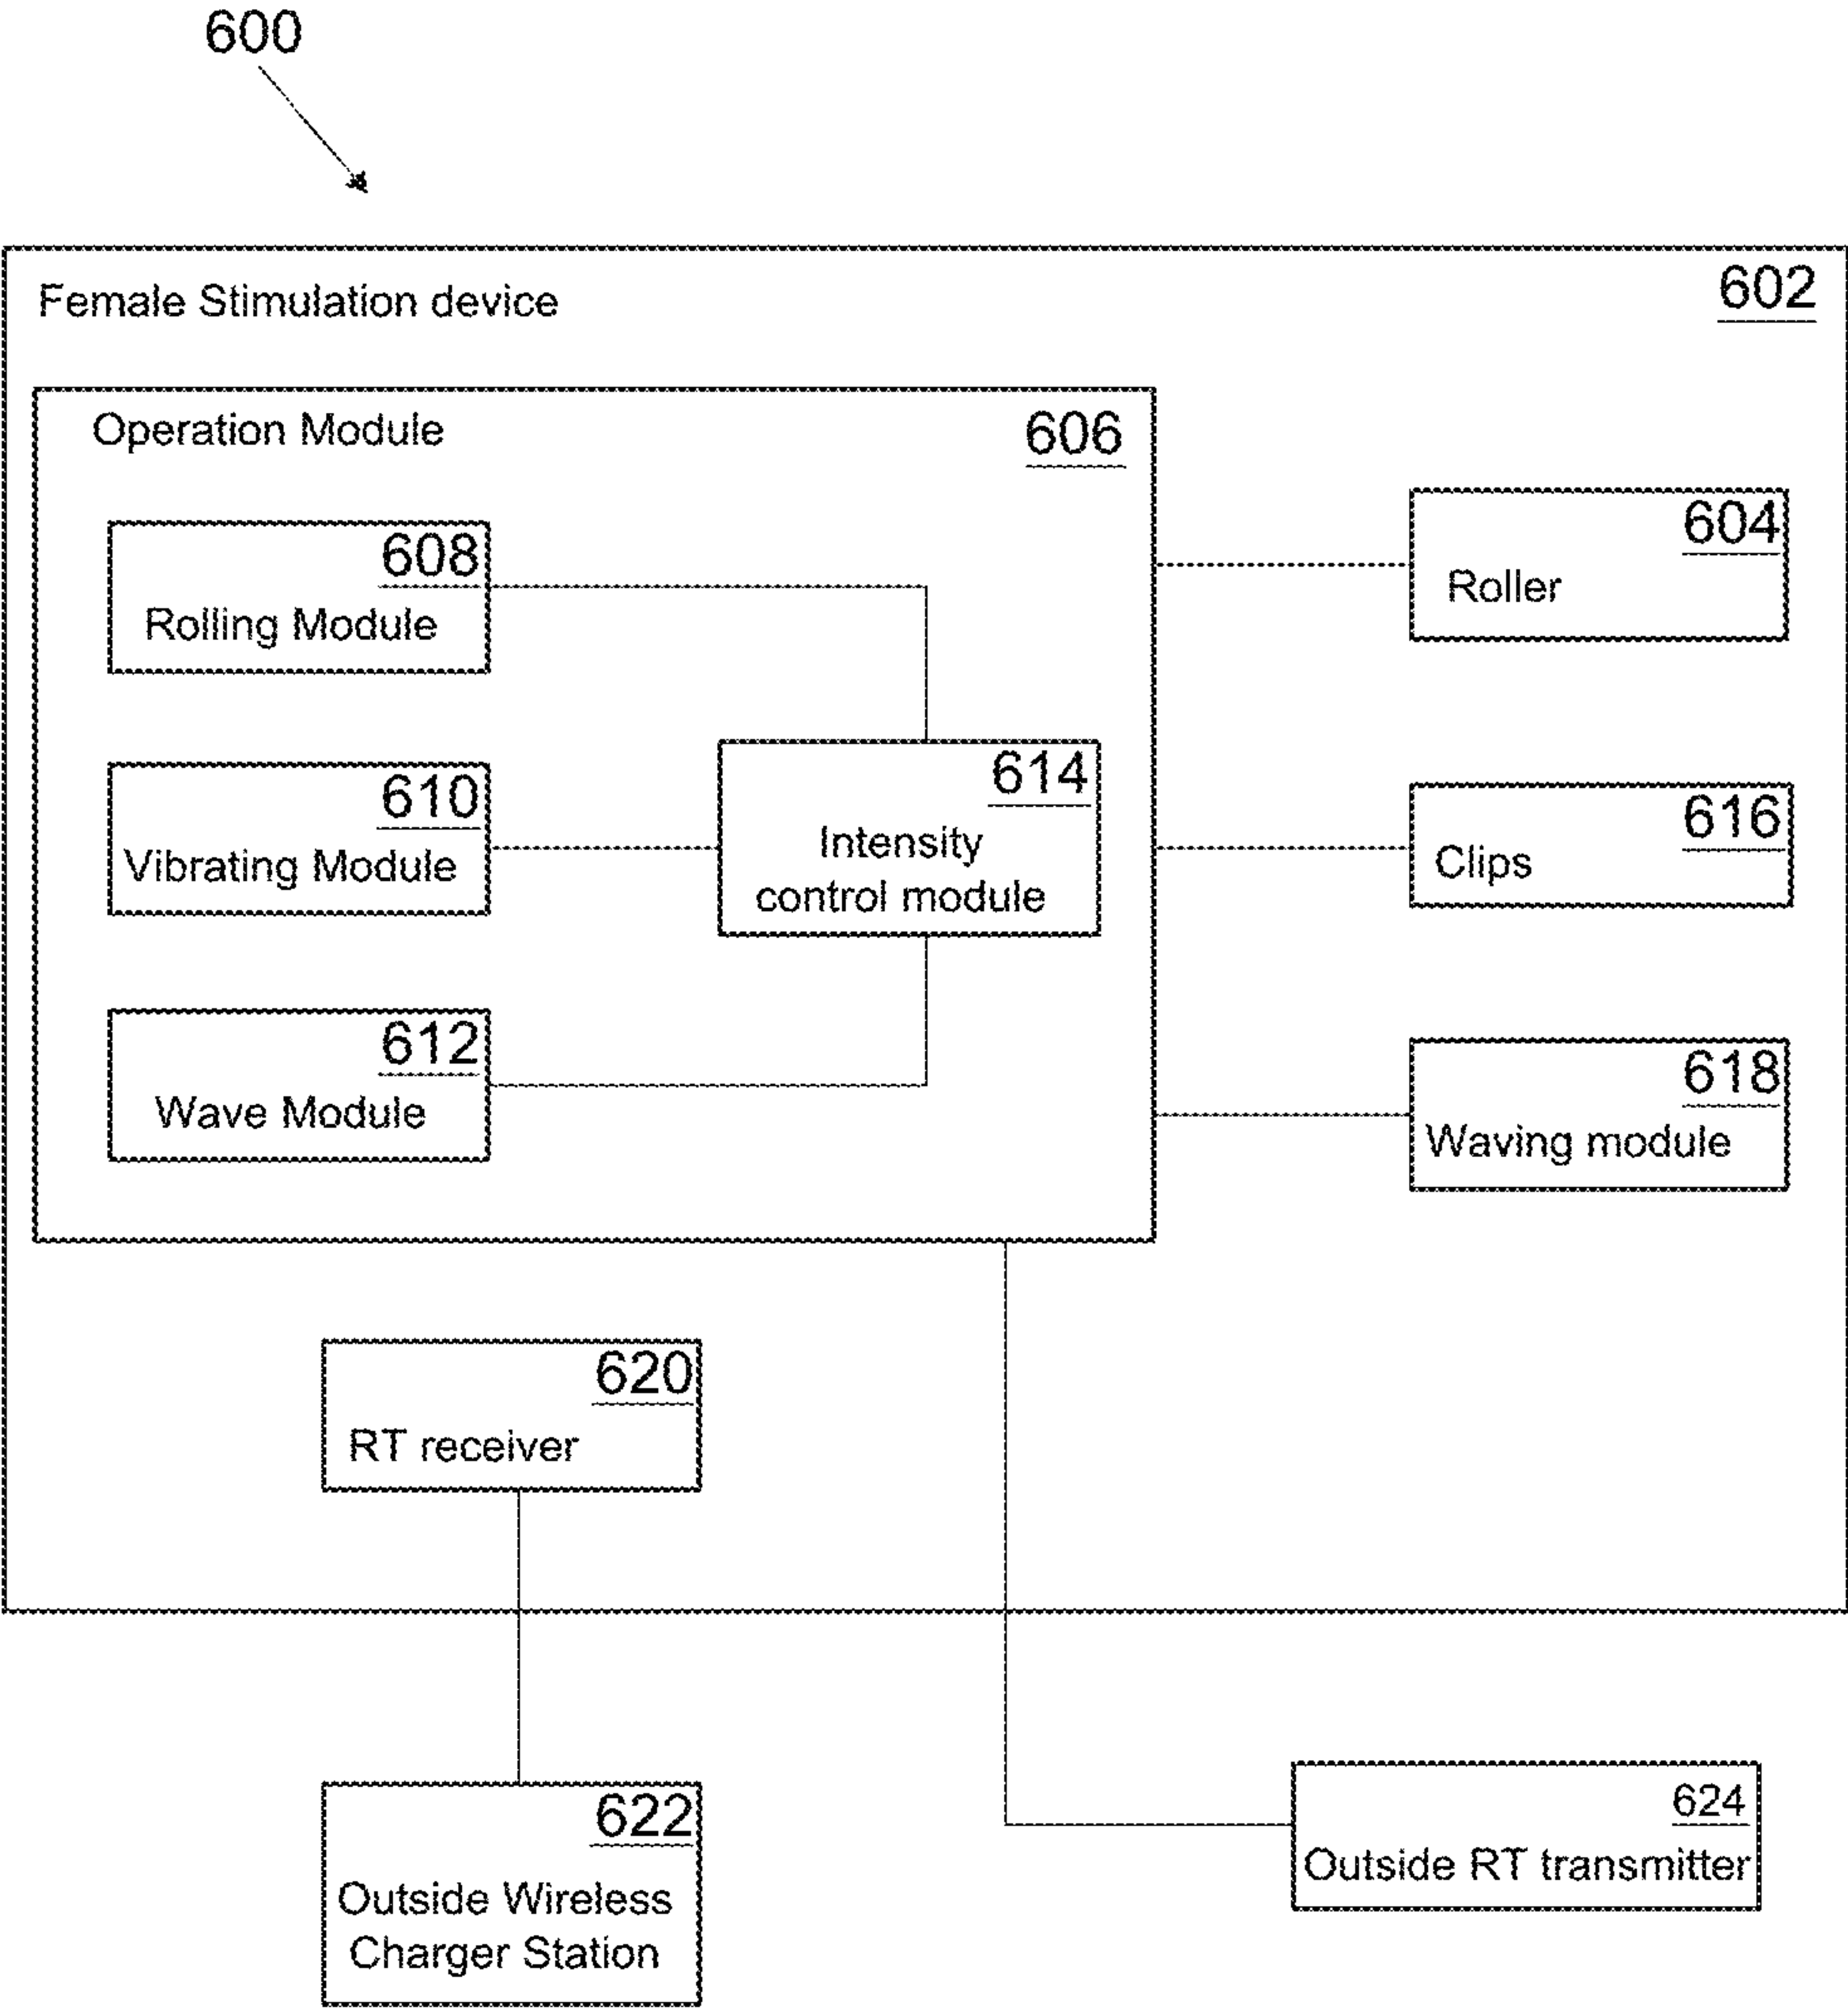 600
Female Stimulation device
602
Operation Module
606
608
Rolling Module
604
Roller
610
Vibrating Module
614
Intensity
control module
616
Clips
612
Wave Module
618
Waving module
620
RT receiver
622
Outside Wireless
Charger Station
624
Outside RT transmitter